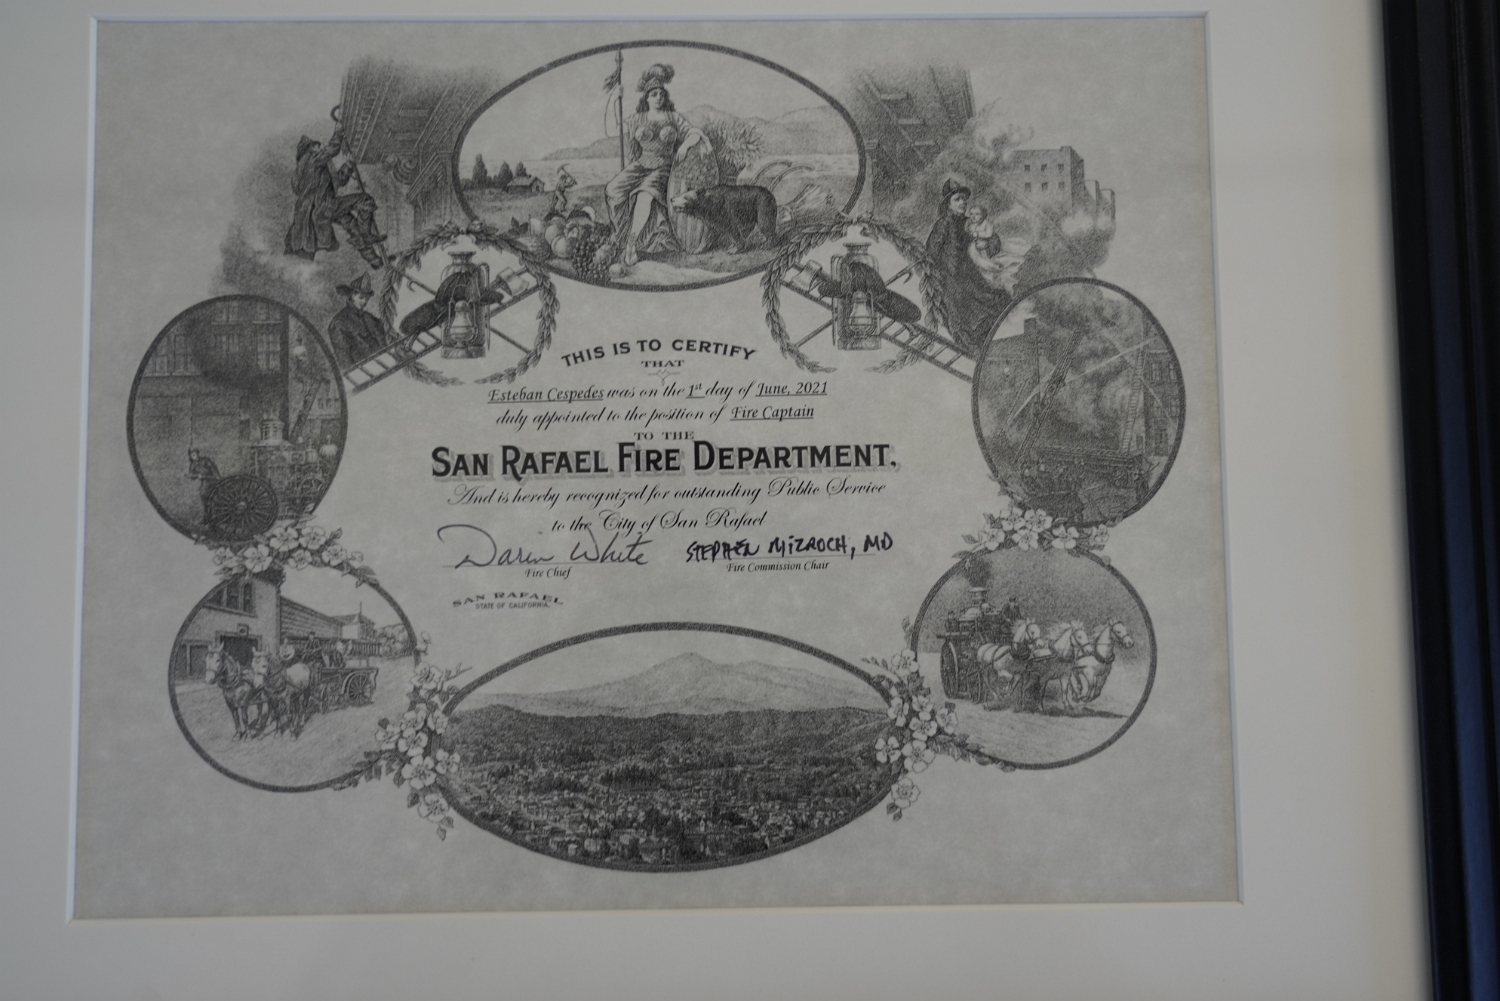 THIS IS TO CERTIFY
THAT
Esteban Cespedes was on the 1st day of June, 2021
duly appointed to the position of Fire Captain
TO THE
SAN RAFAEL FIRE DEPARTMENT.
And is hereby recognized for outstanding Public Service
to the City of San Rafael
Darin White STEPHEN MIZROCH, MD
Fire Chief Fire Commission Chair
SAN RAFAEL
STATE OF CALIFORNIA.